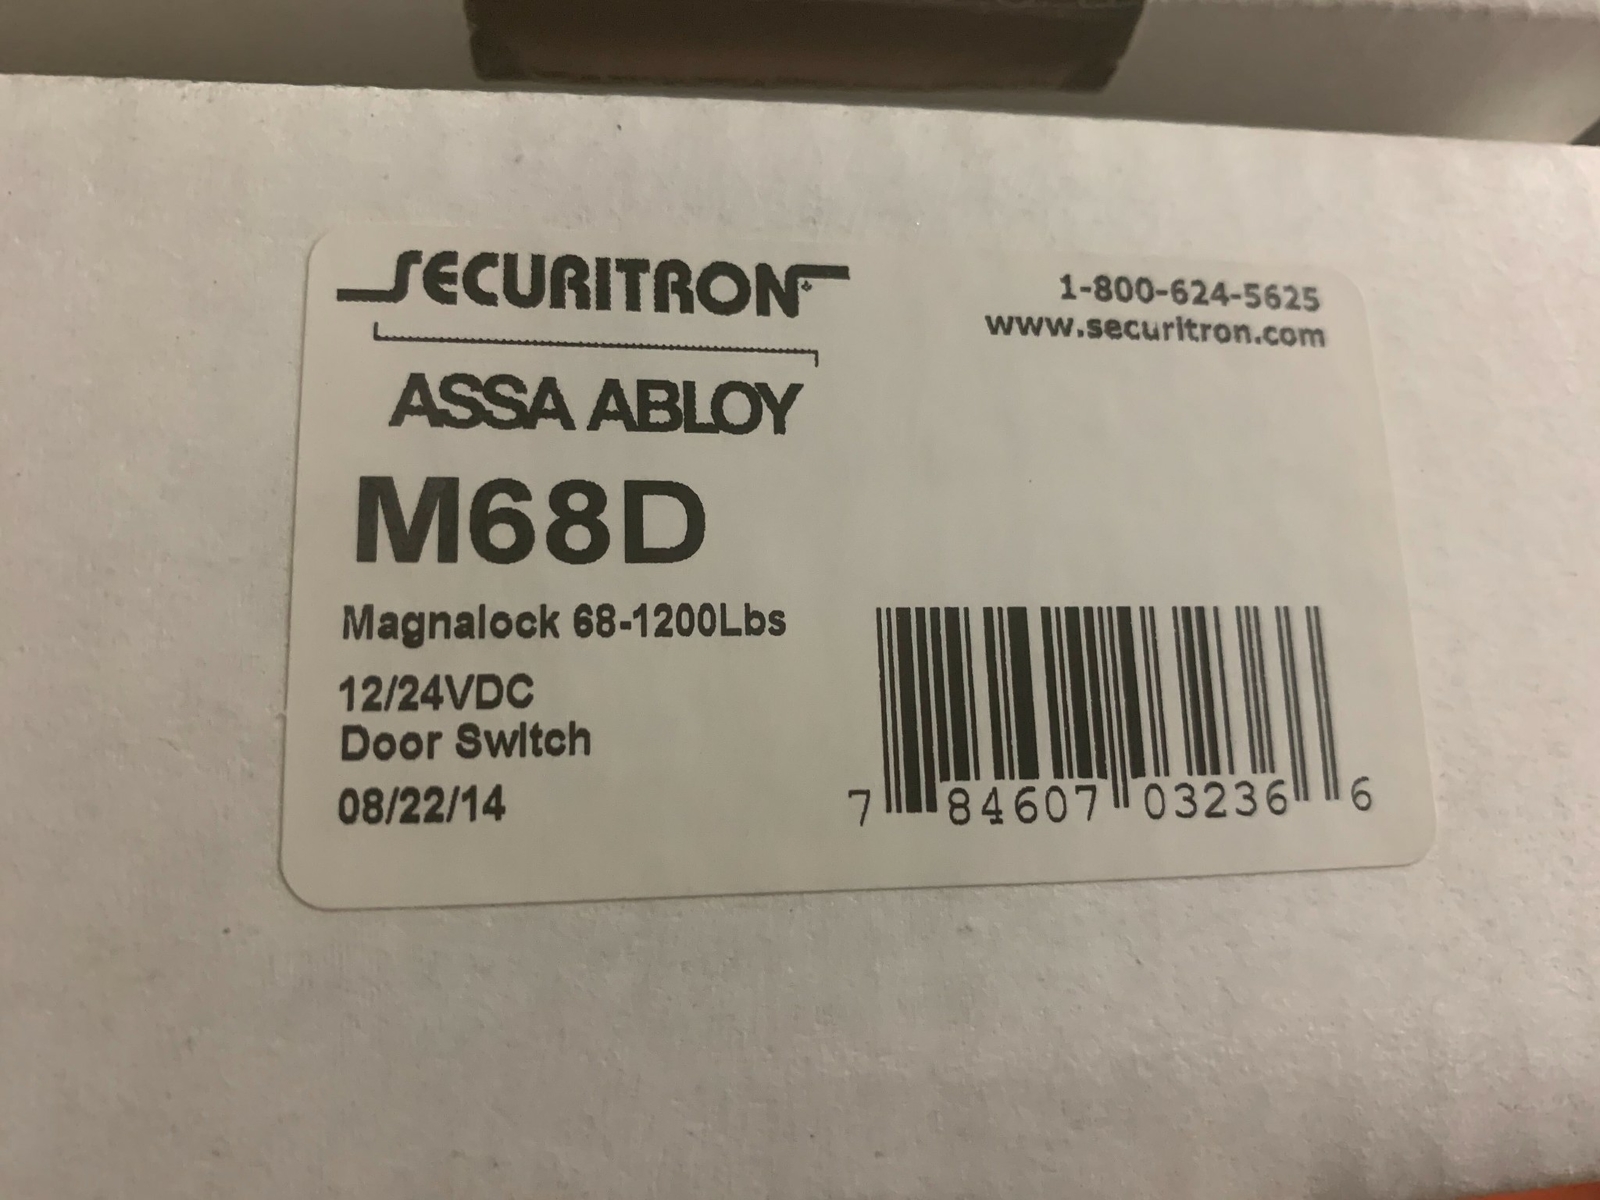 SECURITRON
ASSA ABLOY
1-800-624-5625
www.securitron.com
M68D
Magnalock 68-1200Lbs
12/24VDC
Door Switch
08/22/14
7 84607 03236 6